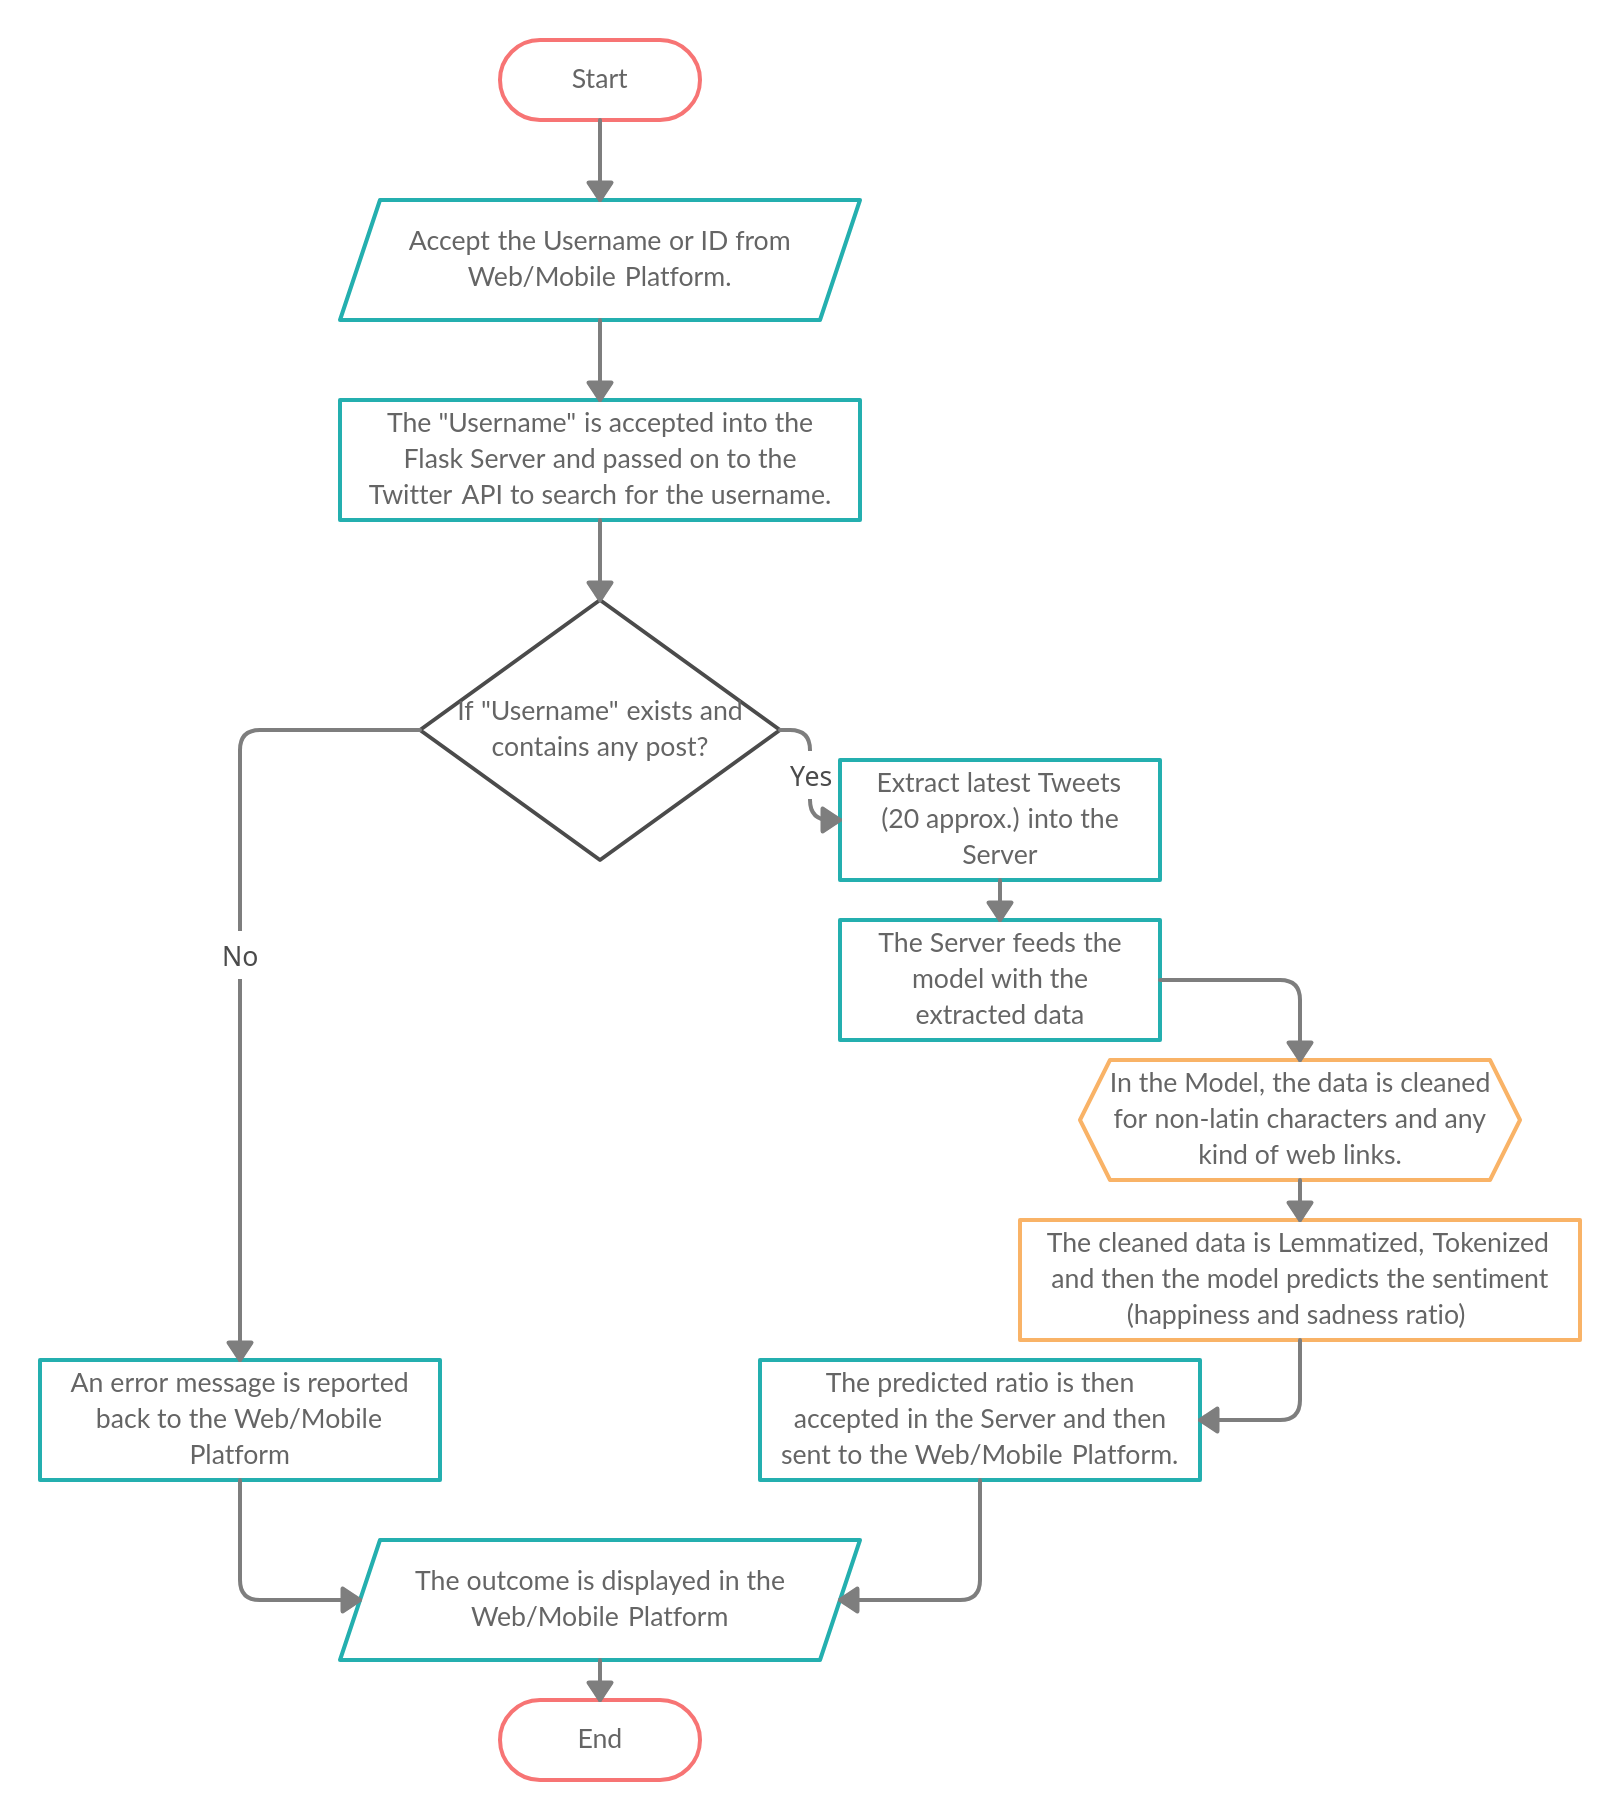 Start
Accept the Username or ID from
Web/Mobile Platform.
The "Username" is accepted into the
Flask Server and passed on to the
Twitter API to search for the username.
If "Username" exists and
contains any post?
Yes
Extract latest Tweets
(20 approx.) into the
Server
The Server feeds the
model with the
extracted data
No
In the Model, the data is cleaned
for non-latin characters and any
kind of web links.
The cleaned data is Lemmatized, Tokenized
and then the model predicts the sentiment
(happiness and sadness ratio)
An error message is reported
back to the Web/Mobile
Platform
The predicted ratio is then
accepted in the Server and then
sent to the Web/Mobile Platform.
The outcome is displayed in the
Web/Mobile Platform
End